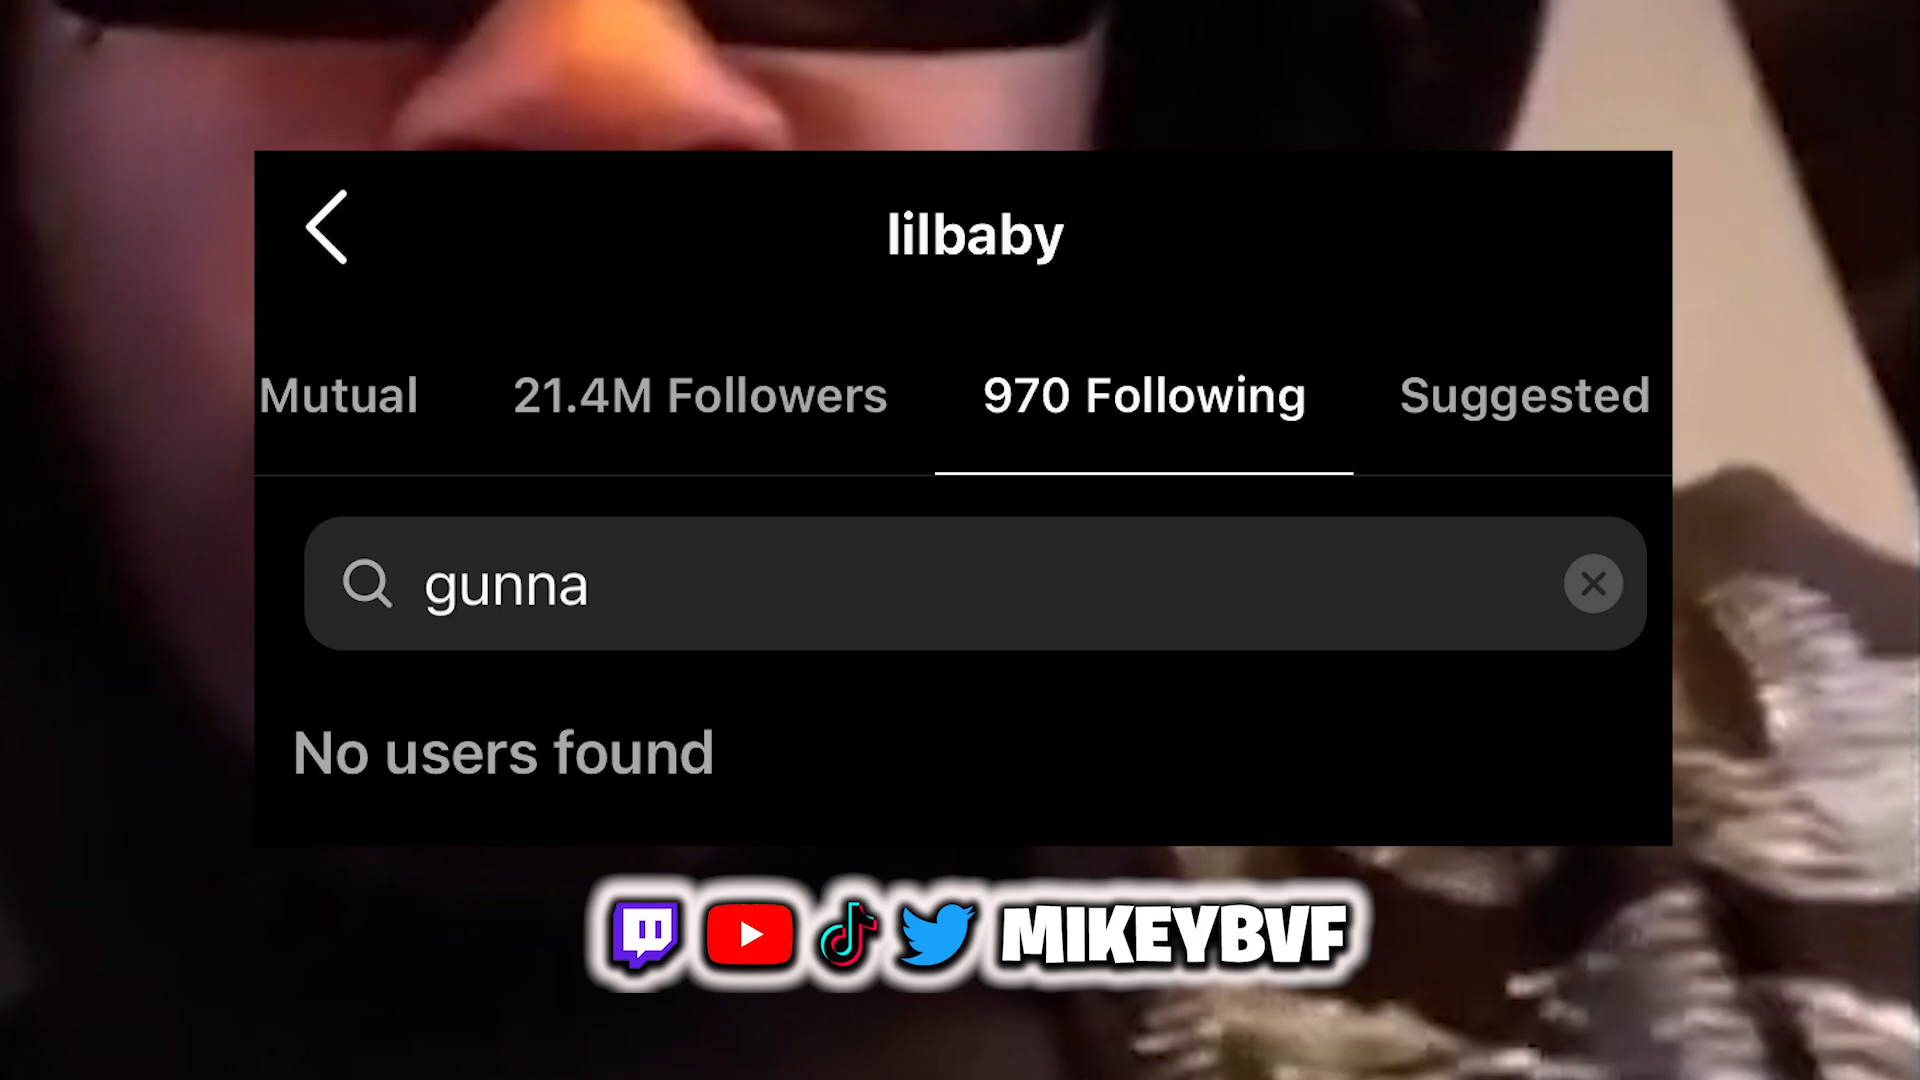 lilbaby
Mutual 21.4M Followers 970 Following Suggested
gunna
No users found
MIKEYBVF